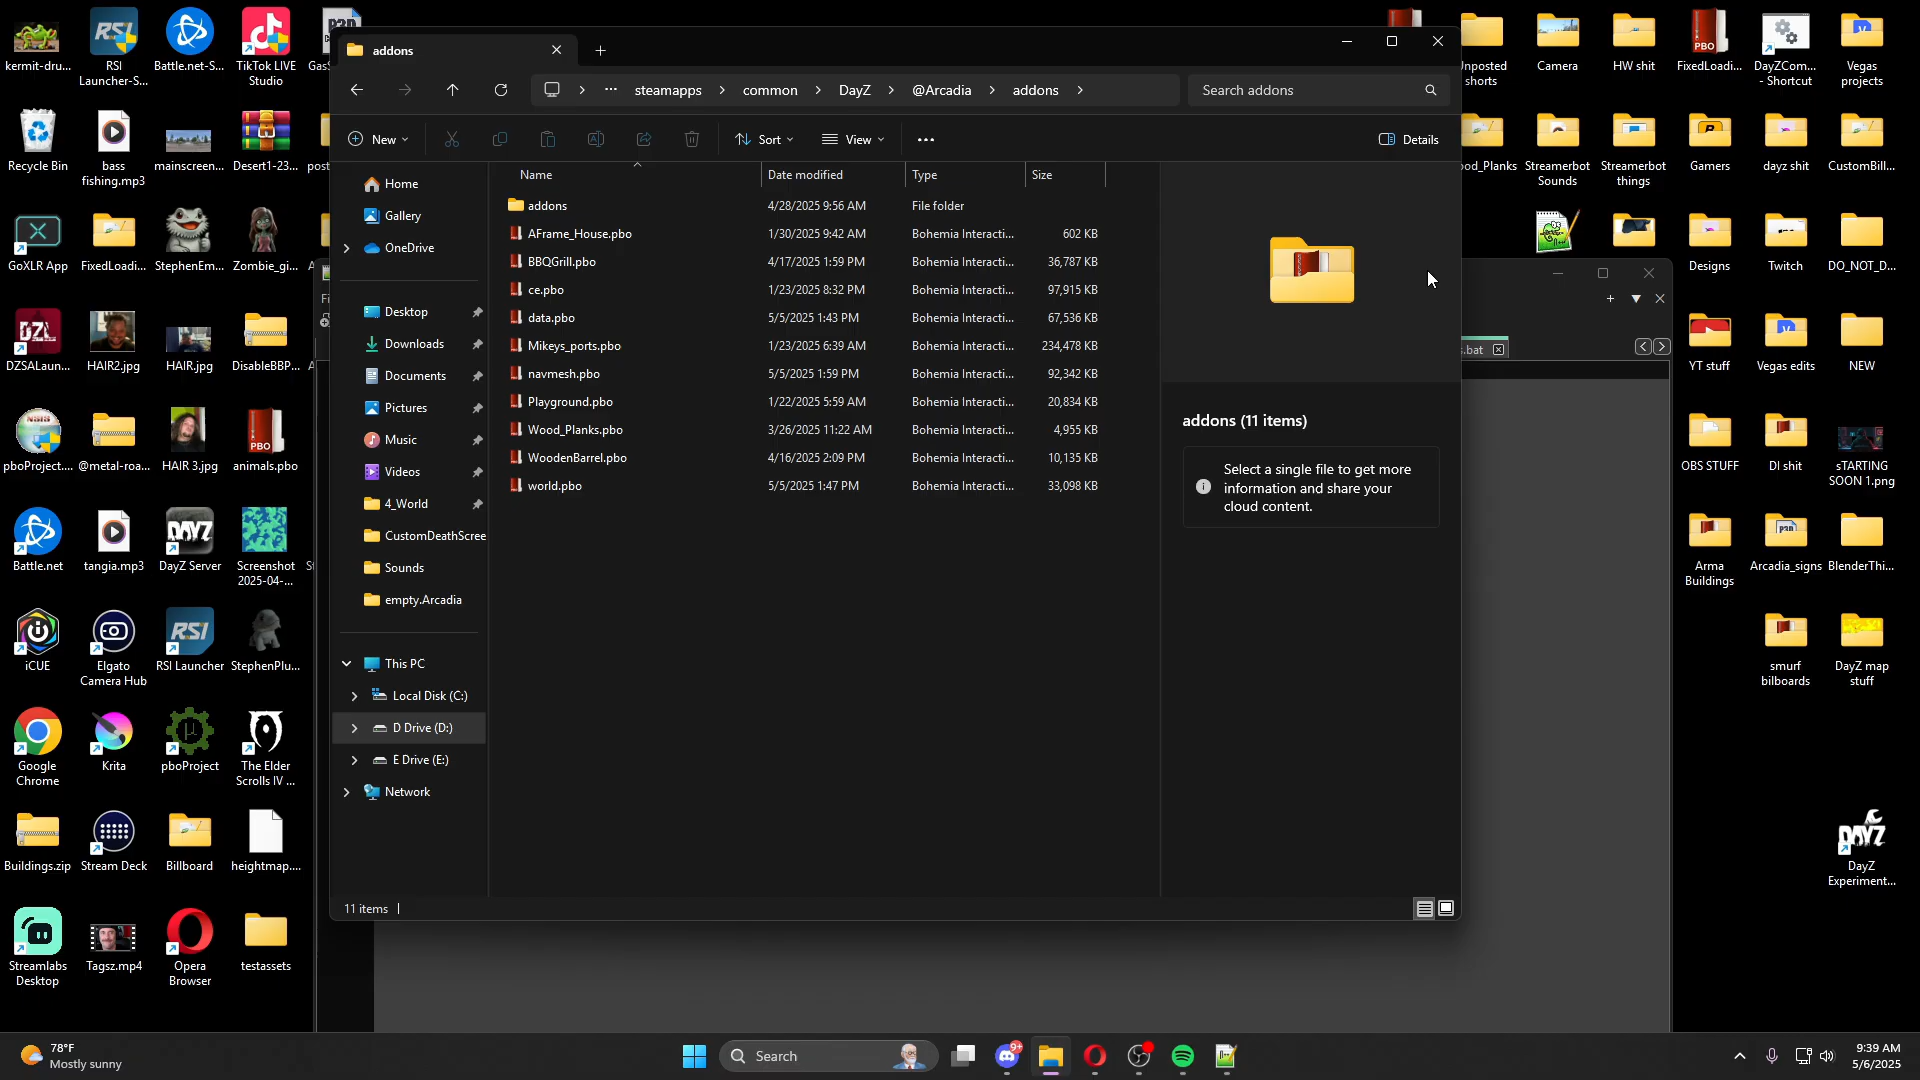 kermit-dru...
RSI
Launcher-S...
Battle.net-S...
TikTok LIVE
Studio
Recycle Bin
bass
fishing.mp3
mainscreen...
Desert1-23...
GoXLR App
FixedLoadi...
StephenEm...
Zombie_gi...
DZSALaun...
HAIR2.jpg
HAIR.jpg
DisableBBP...
pboProject....
@metal-roa...
HAIR 3.jpg
animals.pbo
Battle.net
tangia.mp3
DayZ Server
Screenshot
2025-04-...
iCUE
Elgato
Camera Hub
RSI Launcher
StephenPlu...
Google
Chrome
Krita
pboProject
The Elder
Scrolls IV ...
Buildings.zip
Stream Deck
Billboard
heightmap....
Streamlabs
Desktop
Tagsz.mp4
Opera
Browser
testassets
addons
steamapps
common
DayZ
@Arcadia
addons
Search addons
New
Sort
View
Details
Home
Gallery
OneDrive
Desktop
Downloads
Documents
Pictures
Music
Videos
4_World
CustomDeathScree
Sounds
empty.Arcadia
This PC
Local Disk (C:)
D Drive (D:)
E Drive (E:)
Network
Name Date modified Type Size
addons 4/28/2025 9:56 AM File folder
AFrame_House.pbo 1/30/2025 9:42 AM Bohemia Interacti... 602 KB
BBQGrill.pbo 4/17/2025 1:59 PM Bohemia Interacti... 36,787 KB
ce.pbo 1/23/2025 8:32 PM Bohemia Interacti... 97,915 KB
data.pbo 5/5/2025 1:43 PM Bohemia Interacti... 67,536 KB
Mikeys_ports.pbo 1/23/2025 6:39 AM Bohemia Interacti... 234,478 KB
navmesh.pbo 5/5/2025 1:59 PM Bohemia Interacti... 92,342 KB
Playground.pbo 1/22/2025 5:59 AM Bohemia Interacti... 20,834 KB
Wood_Planks.pbo 3/26/2025 11:22 AM Bohemia Interacti... 4,955 KB
WoodenBarrel.pbo 4/16/2025 2:09 PM Bohemia Interacti... 10,135 KB
world.pbo 5/5/2025 1:47 PM Bohemia Interacti... 33,098 KB
addons (11 items)
Select a single file to get more
information and share your
cloud content.
11 items
.bat
shorts
Camera
HW shit
FixedLoadi...
DayZCom...
- Shortcut
Vegas
projects
Streamerbot
Sounds
Streamerbot
things
Gamers
dayz shit
CustomBill...
Designs
Twitch
DO_NOT_D...
YT stuff
Vegas edits
NEW
OBS STUFF
DI shit
sTARTING
SOON 1.png
Arma
Buildings
Arcadia_signs
BlenderThi...
smurf
bilboards
DayZ map
stuff
DayZ
Experiment...
78°F
Mostly sunny
Search
9+
9:39 AM
5/6/2025